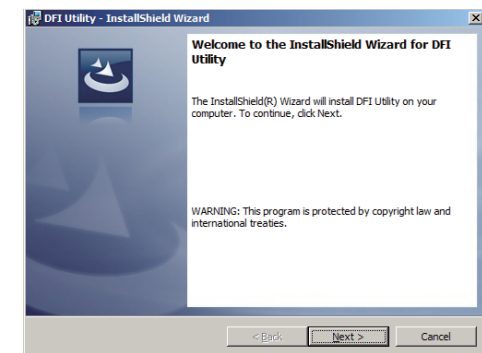 DFI Utility - InstallShield Wizard
Welcome to the InstallShield Wizard for DFI
Utility
The InstallShield(R) Wizard will install DFI Utility on your
computer. To continue, click Next.
WARNING: This program is protected by copyright law and
international treaties.
< Back
Next >
Cancel